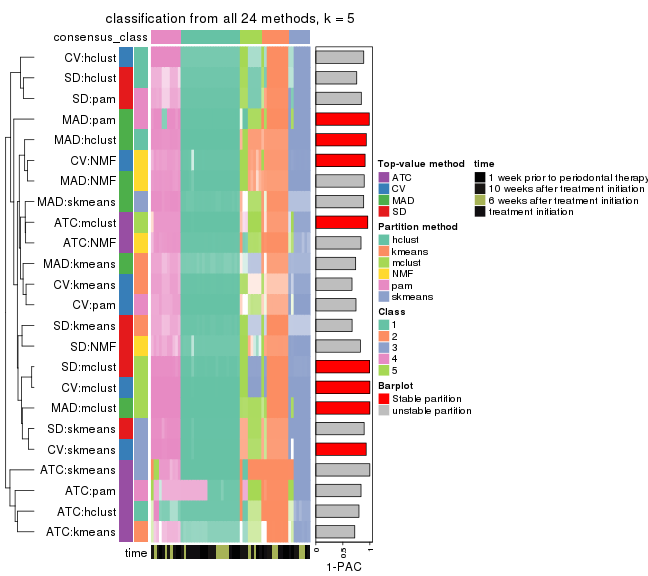 classification from all 24 methods, k = 5
consensus_class
CV:hclust
SD:hclust
SD:pam
MAD:pam
MAD:hclust
CV:NMF
MAD:NMF
MAD:skmeans
ATC:mclust
ATC:NMF
MAD:kmeans
CV:kmeans
CV:pam
SD:kmeans
SD:NMF
SD:mclust
CV:mclust
MAD:mclust
SD:skmeans
CV:skmeans
ATC:skmeans
ATC:pam
ATC:hclust
ATC:kmeans
time
0
0.5
1
1-PAC
Top-value method
ATC
CV
MAD
SD
Partition method
hclust
kmeans
mclust
NMF
pam
skmeans
Class
1
2
3
4
5
Barplot
Stable partition
unstable partition
time
1 week prior to periodontal therapy
10 weeks after treatment initiation
6 weeks after treatment initiation
treatment initiation